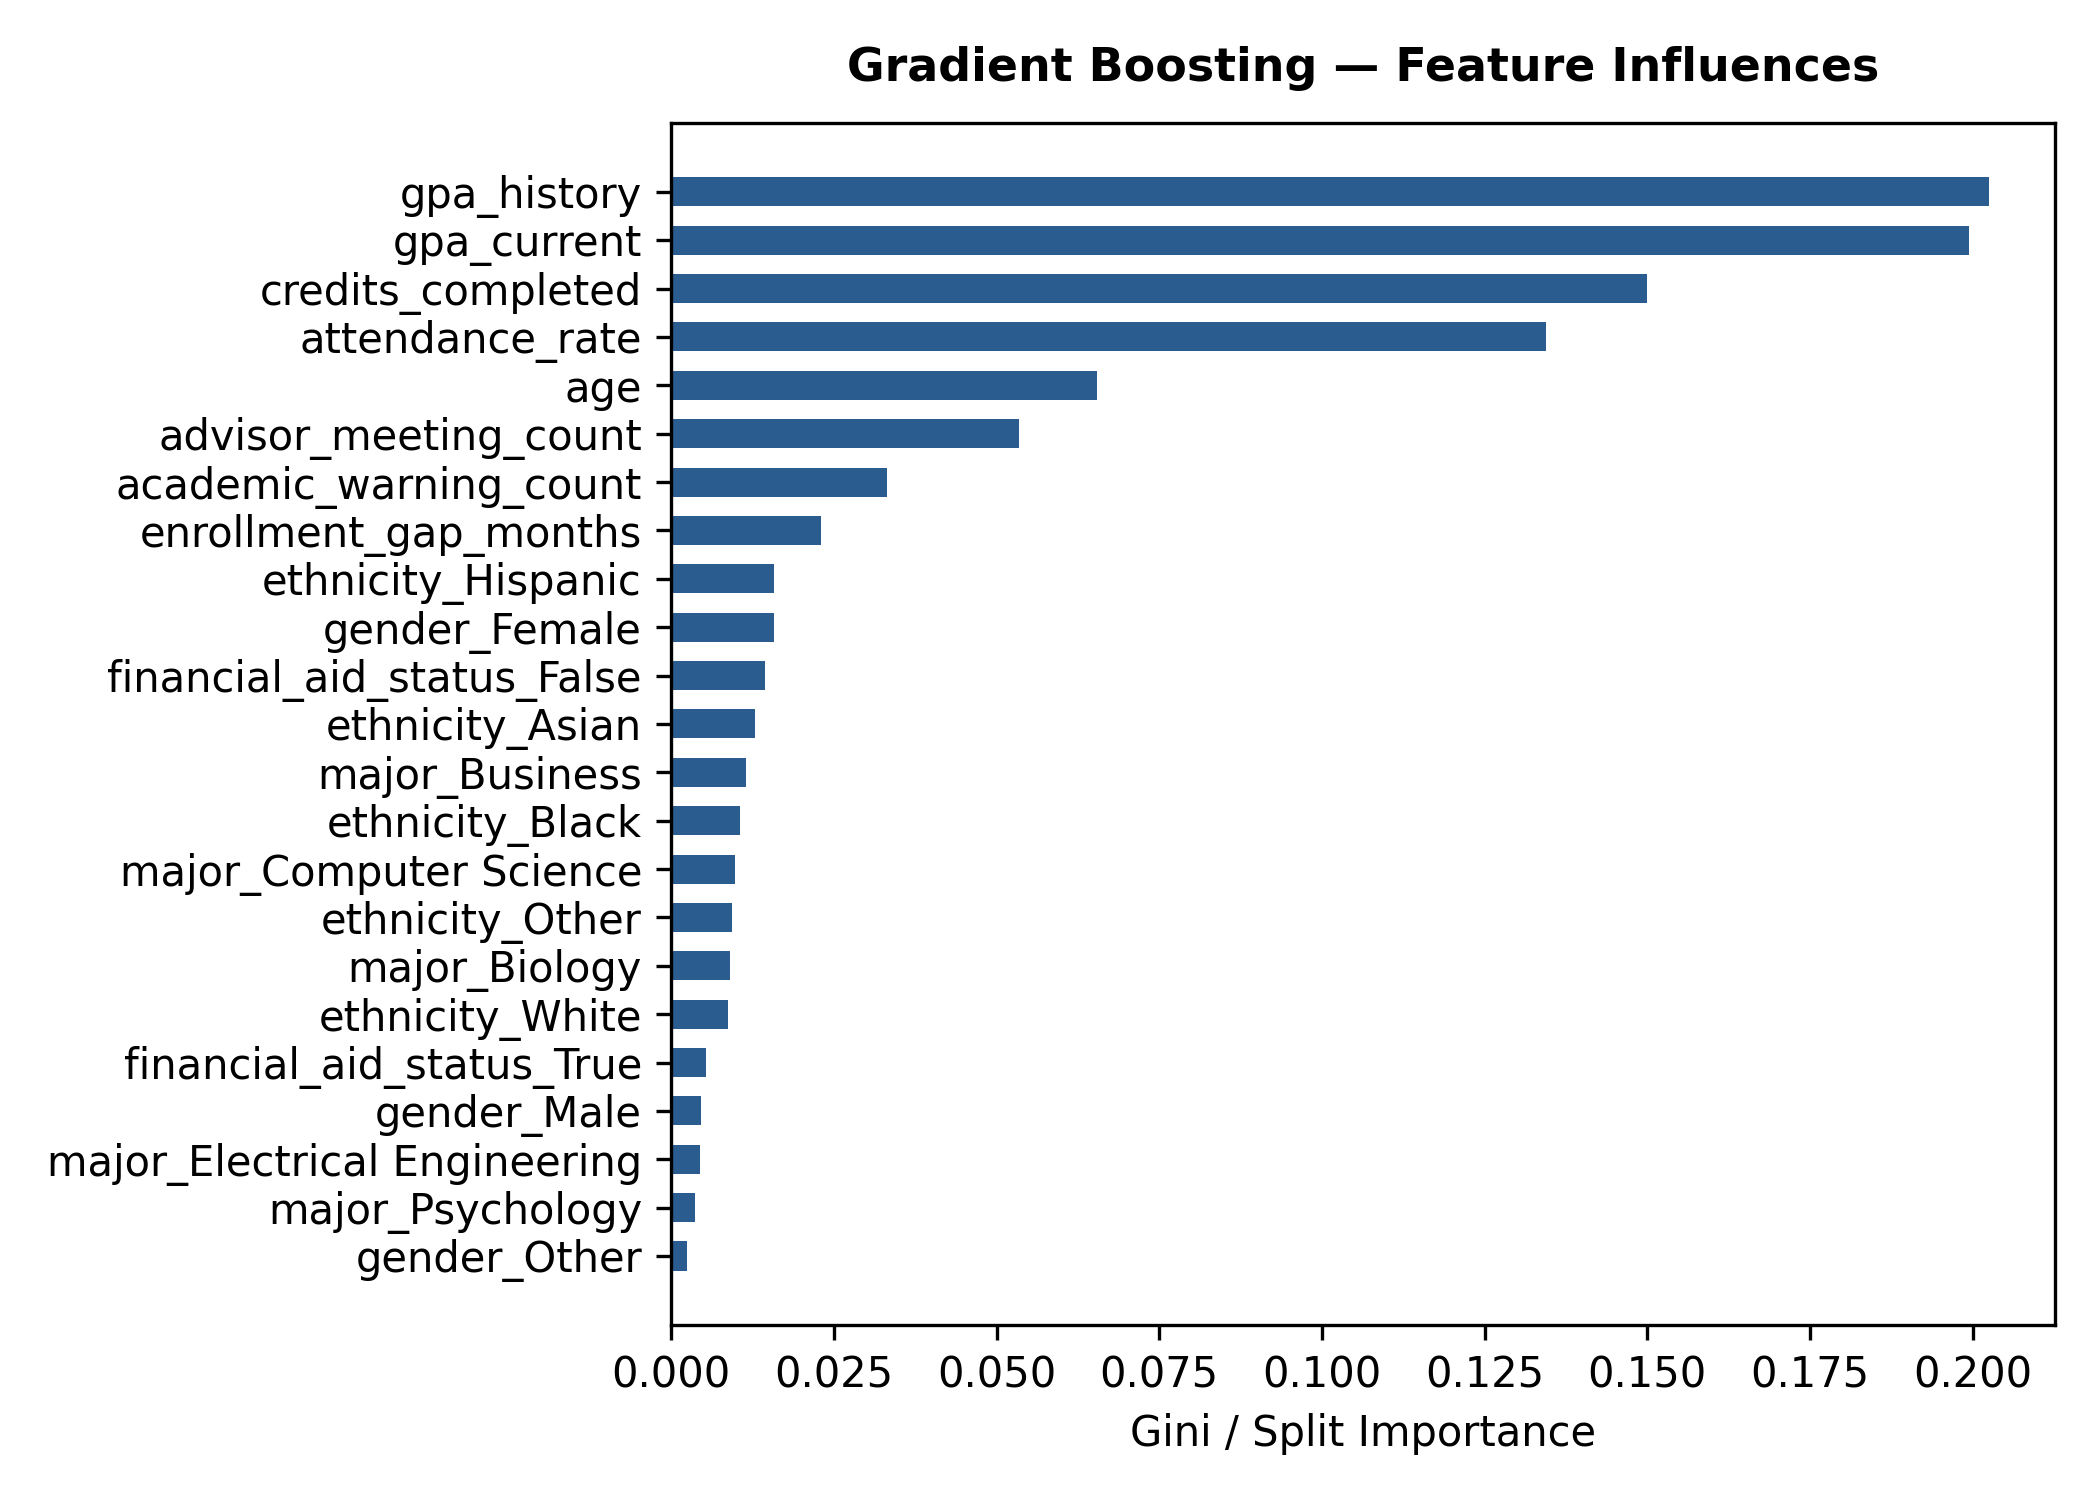 Gradient Boosting — Feature Influences
gpa_history
gpa_current
credits_completed
attendance_rate
age
advisor_meeting_count
academic_warning_count
enrollment_gap_months
ethnicity_Hispanic
gender_Female
financial_aid_status_False
ethnicity_Asian
major_Business
ethnicity_Black
major_Computer Science
ethnicity_Other
major_Biology
ethnicity_White
financial_aid_status_True
gender_Male
major_Electrical Engineering
major_Psychology
gender_Other
0.000 0.025 0.050 0.075 0.100 0.125 0.150 0.175 0.200
Gini / Split Importance